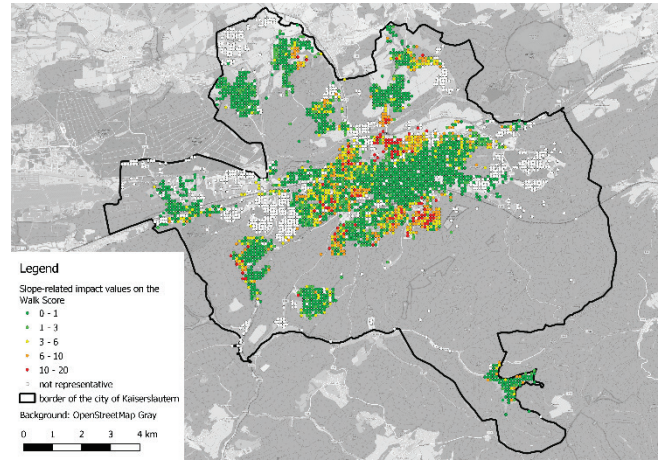 Legend
Slope-related impact values on the
Walk Score
0 - 1
1 - 3
3 - 6
6 - 10
10 - 20
not representative
border of the city of Kaiserslautern
Background: OpenStreetMap Gray
0 1 2 3 4 km